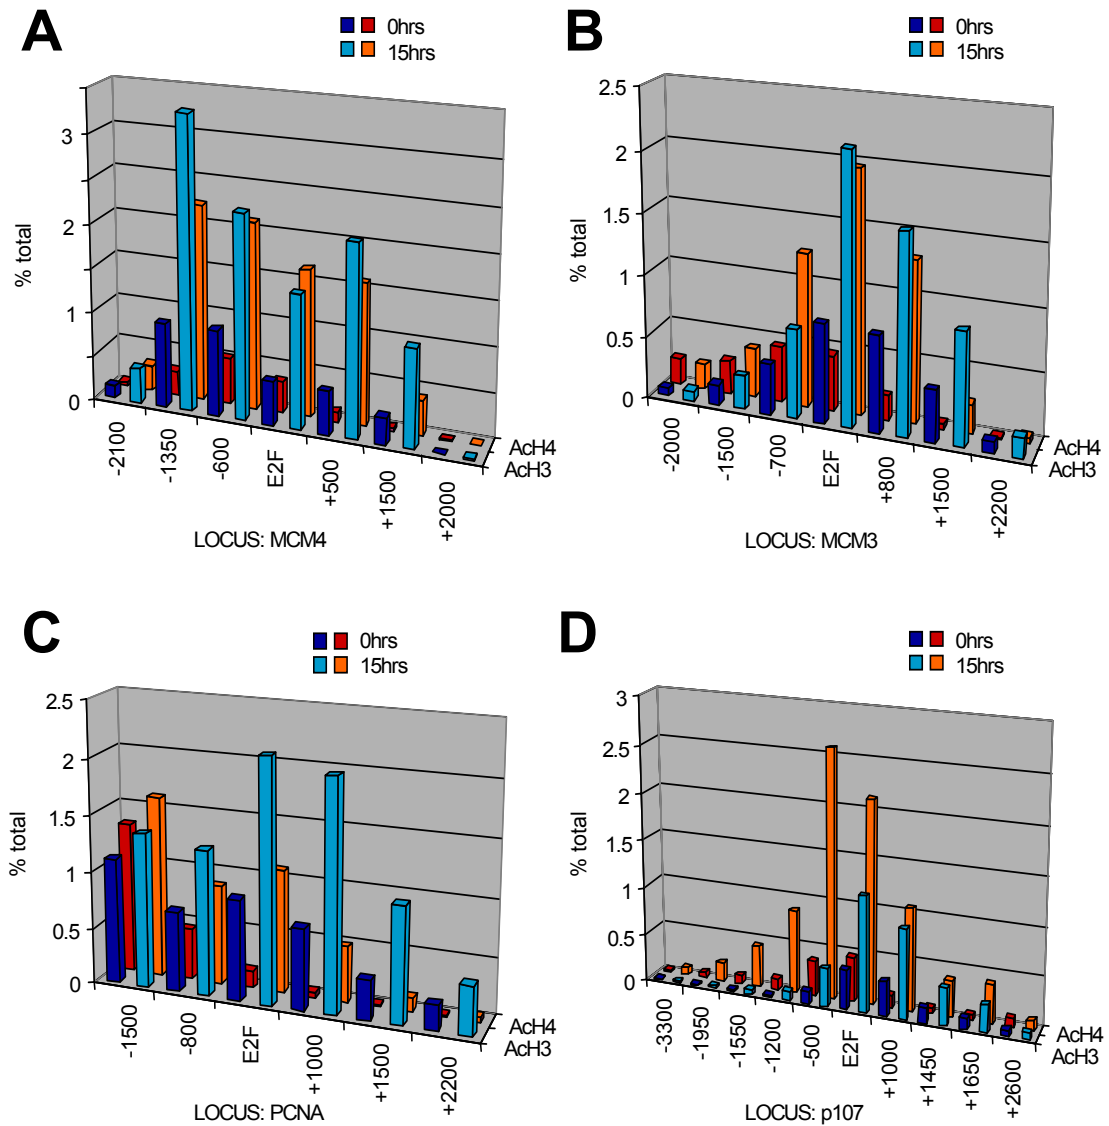 A
0hrs
15hrs
3
2
1
0
% total
-2100
-1350
-600
E2F
+500
+1500
+2000
AcH4
AcH3
LOCUS: MCM4
B
0hrs
15hrs
2.5
2
1.5
1
0.5
0
% total
-2000
-1500
-700
E2F
+800
+1500
+2200
AcH4
AcH3
LOCUS: MCM3
C
0hrs
15hrs
2.5
2
1.5
1
0.5
0
% total
-1500
-800
E2F
+1000
+1500
+2200
AcH4
AcH3
LOCUS: PCNA
D
0hrs
15hrs
3
2.5
2
1.5
1
0.5
0
% total
-3300
-1950
-1550
-1200
-500
E2F
+1000
+1450
+1650
+2600
AcH4
AcH3
LOCUS: p107